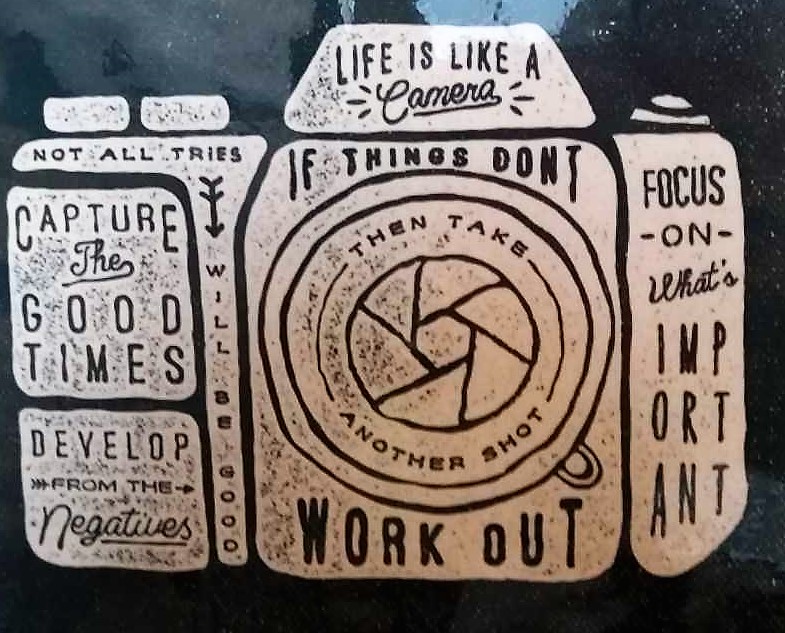 LIFE IS LIKE A
Camera
NOT ALL TRIES
WILL BE GOOD
CAPTURE
The
GOOD
TIMES
DEVELOP
FROM THE
Negatives
IF THINGS DONT
WORK OUT
THEN TAKE
ANOTHER SHOT
FOCUS
-ON-
What's
IMP
ORT
ANT